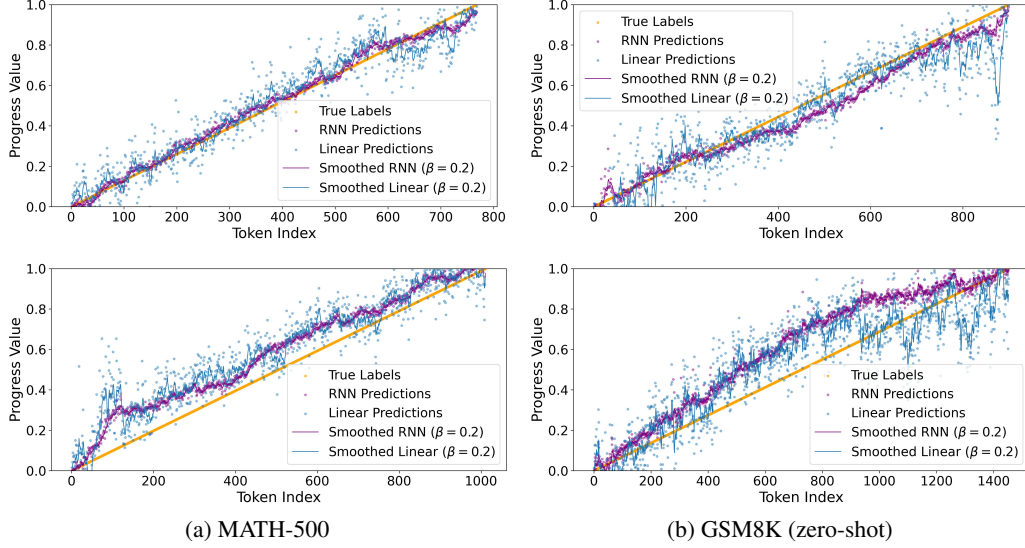 1.0
0.8
0.6
0.4
0.2
0.0
Progress Value
True Labels
RNN Predictions
Linear Predictions
Smoothed RNN (β = 0.2)
Smoothed Linear (β = 0.2)
0 100 200 300 400 500 600 700 800
Token Index
1.0
0.8
0.6
0.4
0.2
0.0
Progress Value
True Labels
RNN Predictions
Linear Predictions
Smoothed RNN (β = 0.2)
Smoothed Linear (β = 0.2)
0 200 400 600 800
Token Index
1.0
0.8
0.6
0.4
0.2
0.0
Progress Value
True Labels
RNN Predictions
Linear Predictions
Smoothed RNN (β = 0.2)
Smoothed Linear (β = 0.2)
0 200 400 600 800 1000
Token Index
1.0
0.8
0.6
0.4
0.2
0.0
Progress Value
True Labels
RNN Predictions
Linear Predictions
Smoothed RNN (β = 0.2)
Smoothed Linear (β = 0.2)
0 200 400 600 800 1000 1200 1400
Token Index
(a) MATH-500
(b) GSM8K (zero-shot)